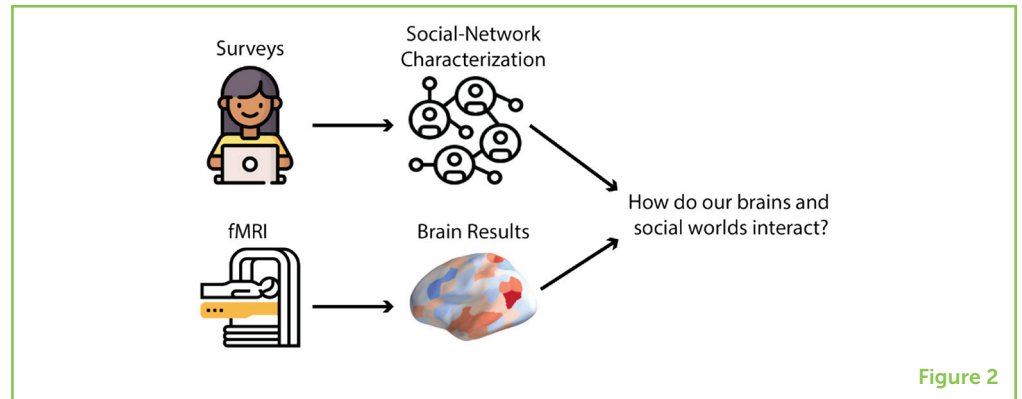 Surveys
Social-Network
Characterization
How do our brains and
social worlds interact?
fMRI
Brain Results
Figure 2